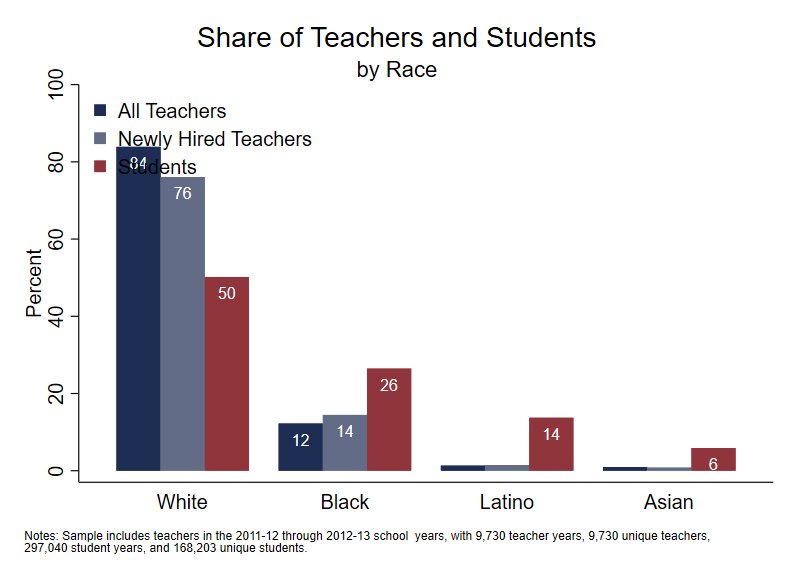 Share of Teachers and Students
by Race
100
80
60
40
20
0
Percent
All Teachers
Newly Hired Teachers
Students
84
76
50
12
14
26
14
6
White
Black
Latino
Asian
Notes: Sample includes teachers in the 2011-12 through 2012-13 school  years, with 9,730 teacher years, 9,730 unique teachers,
297,040 student years, and 168,203 unique students.